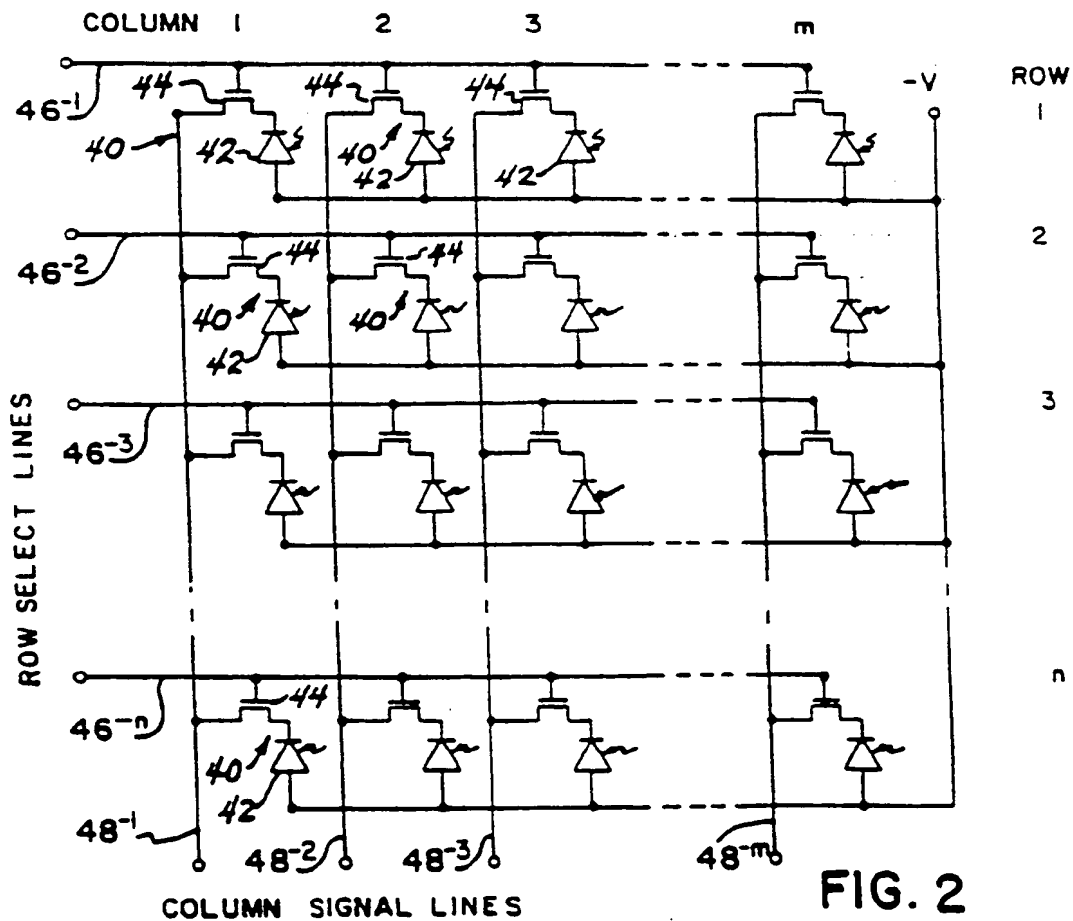 COLUMN 1 2 3 m
-V ROW
46-1 44 44 44 1
40 42 40 42 42
46-2 44 44 2
40 42 40
46-3 3
ROW SELECT LINES
46-n 44 n
40 42
48-1 48-2 48-3 48-m
COLUMN SIGNAL LINES
FIG. 2